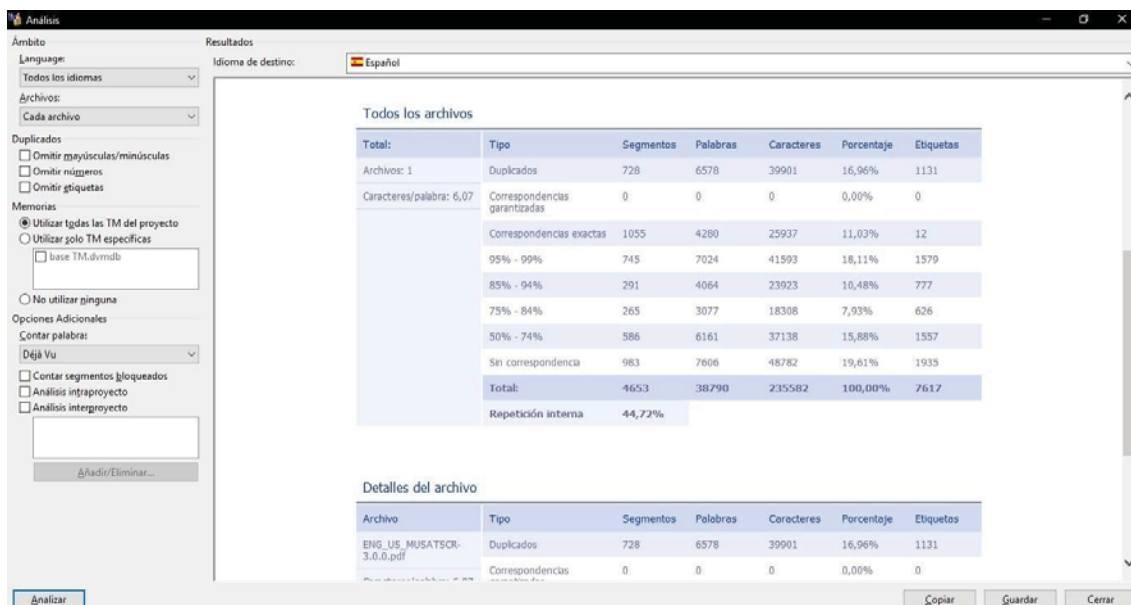 Análisis
Ámbito
Language:
Todos los idiomas
Archivos:
Cada archivo
Duplicados
Omitir mayúsculas/minúsculas
Omitir números
Omitir etiquetas
Memorias
Utilizar todas las TM del proyecto
Utilizar solo TM específicas
base TM.dvmdb
No utilizar ninguna
Opciones Adicionales
Contar palabra:
Déjà Vu
Contar segmentos bloqueados
Análisis intraproyecto
Análisis interproyecto
Añadir/Eliminar...
Analizar
Resultados
Idioma de destino: Español
Todos los archivos
Total: Tipo Segmentos Palabras Caracteres Porcentaje Etiquetas
Archivos: 1 Duplicados 728 6578 39901 16,96% 1131
Caracteres/palabra: 6,07 Correspondencias 0 0 0 0,00% 0
garantizadas
Correspondencias exactas 1055 4280 25937 11,03% 12
95% - 99% 745 7024 41593 18,11% 1579
85% - 94% 291 4064 23923 10,48% 777
75% - 84% 265 3077 18308 7,93% 626
50% - 74% 586 6161 37138 15,88% 1557
Sin correspondencia 983 7606 48782 19,61% 1935
Total: 4653 38790 235582 100,00% 7617
Repetición interna 44,72%
Detalles del archivo
Archivo Tipo Segmentos Palabras Caracteres Porcentaje Etiquetas
ENG_US_MUSATSCR- Duplicados 728 6578 39901 16,96% 1131
3.0.0.pdf
Correspondencias 0 0 0 0,00% 0
Copiar Guardar Cerrar